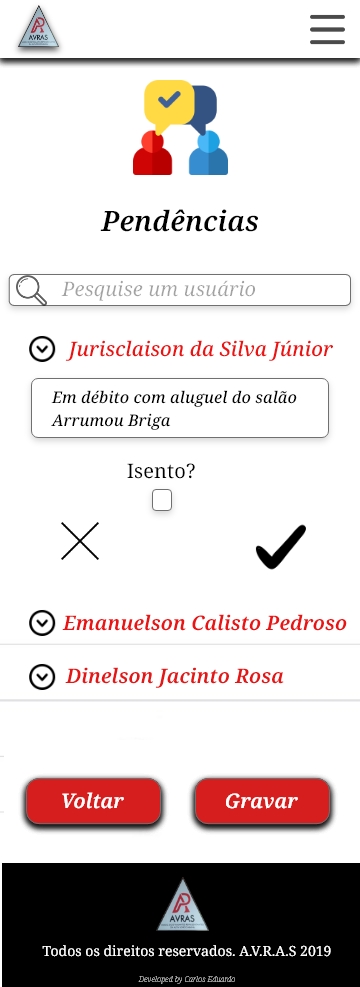 AVRAS
Pendências
Pesquise um usuário
Jurisclaison da Silva Júnior
Em débito com aluguel do salão
Arrumou Briga
Isento?
Emanuelson Calisto Pedroso
Dinelson Jacinto Rosa
Voltar
Gravar
AVRAS
Todos os direitos reservados. A.V.R.A.S 2019
Developed by Carlos Eduardo